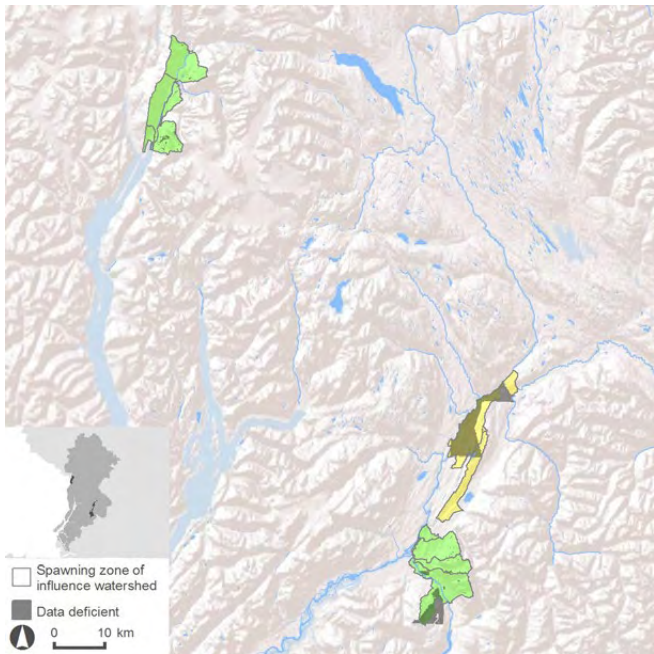 Spawning zone of
influence watershed
Data deficient
0 10 km